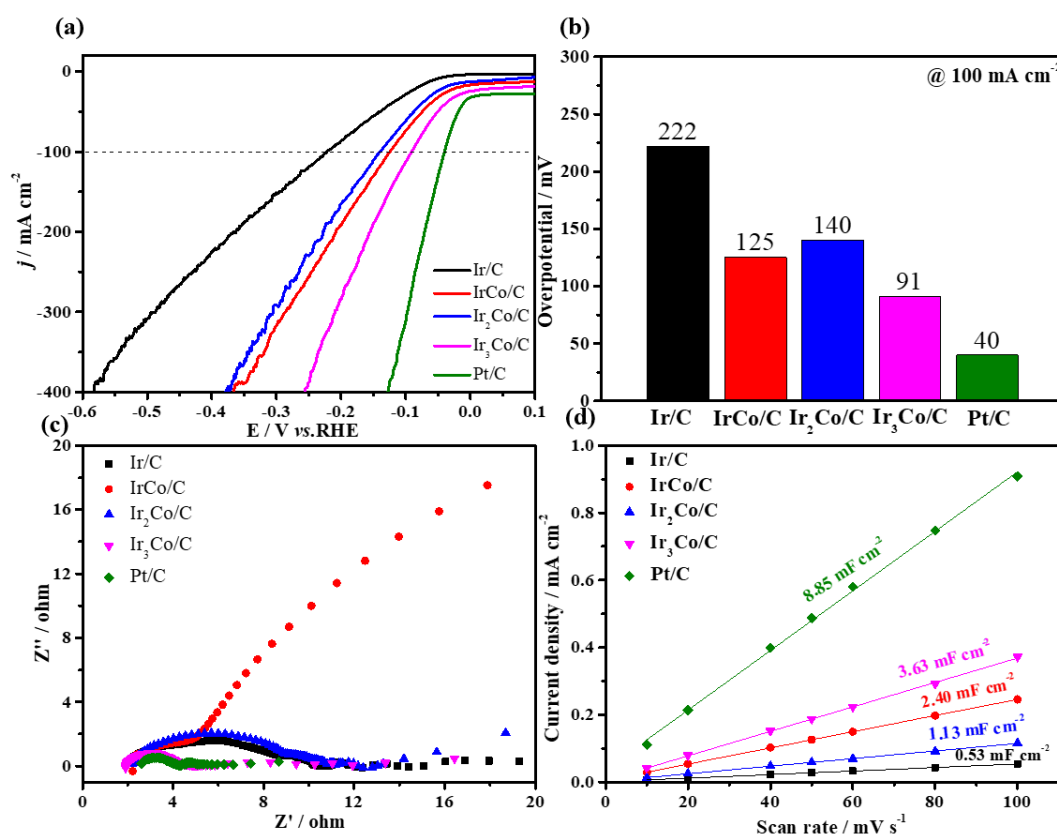 (a)
0
-100
-200
-300
-400
j / mA cm⁻²
-0.6 -0.5 -0.4 -0.3 -0.2 -0.1 0.0 0.1
E / V vs.RHE
Ir/C
IrCo/C
Ir₂Co/C
Ir₃Co/C
Pt/C
(b)
300
250
200
150
100
50
0
Overpotential / mV
@ 100 mA cm⁻²
222
125
140
91
40
Ir/C IrCo/C Ir₂Co/C Ir₃Co/C Pt/C
(c)
20
16
12
8
4
0
Z'' / ohm
0 4 8 12 16 20
Z' / ohm
Ir/C
IrCo/C
Ir₂Co/C
Ir₃Co/C
Pt/C
(d)
1.0
0.8
0.6
0.4
0.2
0.0
Current density / mA cm⁻²
0 20 40 60 80 100
Scan rate / mV s⁻¹
Ir/C
IrCo/C
Ir₂Co/C
Ir₃Co/C
Pt/C
8.85 mF cm⁻²
3.63 mF cm⁻²
2.40 mF cm⁻²
1.13 mF cm⁻²
0.53 mF cm⁻²